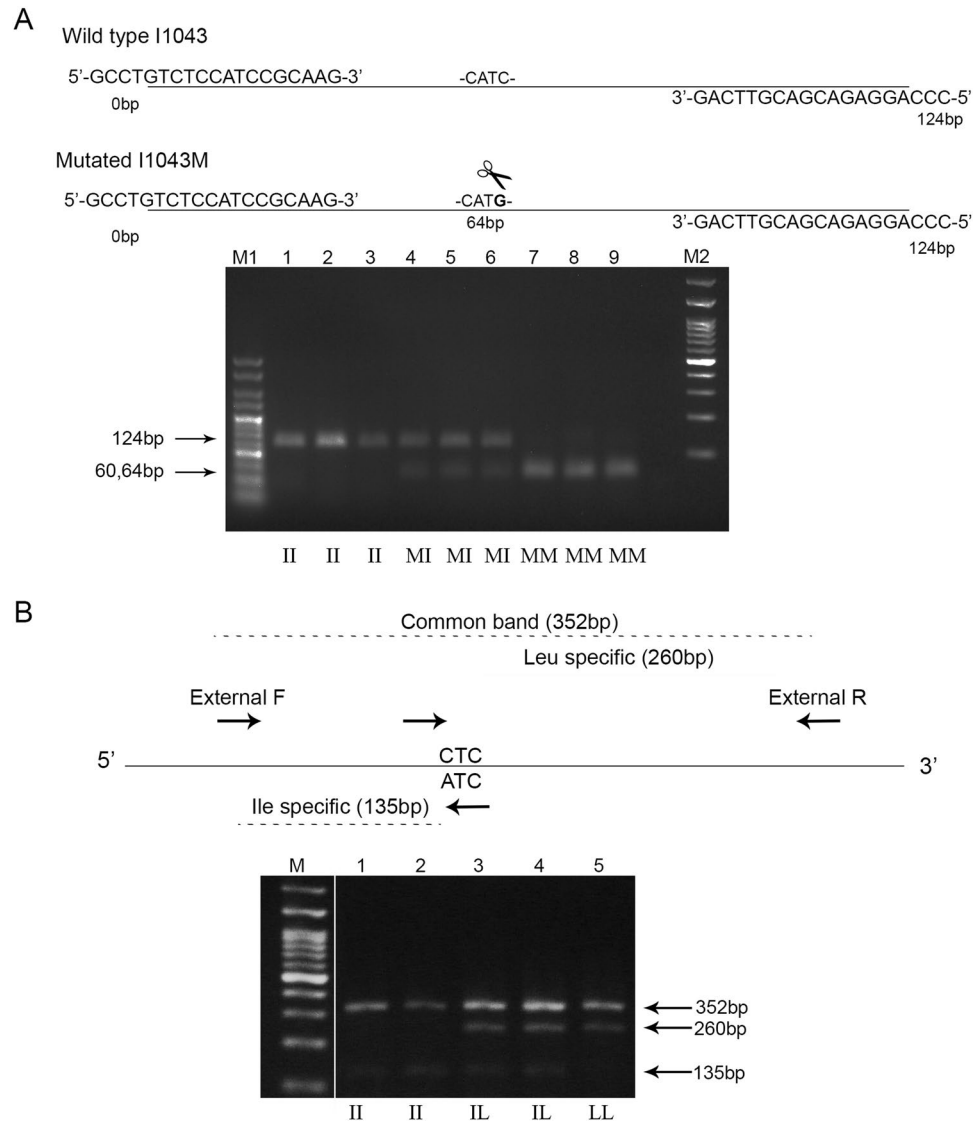 A
Wild type I1043
5'-GCCTGTCTCCATCCGCAAG-3' -CATC-
3'-GACTTGCAGCAGAGGACCC-5'
0bp 124bp
Mutated I1043M
5'-GCCTGTCTCCATCCGCAAG-3' -CATG-
64bp 3'-GACTTGCAGCAGAGGACCC-5'
0bp 124bp
M1 1 2 3 4 5 6 7 8 9 M2
124bp
60,64bp
II II II MI MI MI MM MM MM
B
Common band (352bp)
Leu specific (260bp)
External F External R
CTC
5' 3'
ATC
Ile specific (135bp)
M 1 2 3 4 5
352bp
260bp
135bp
II II IL IL LL